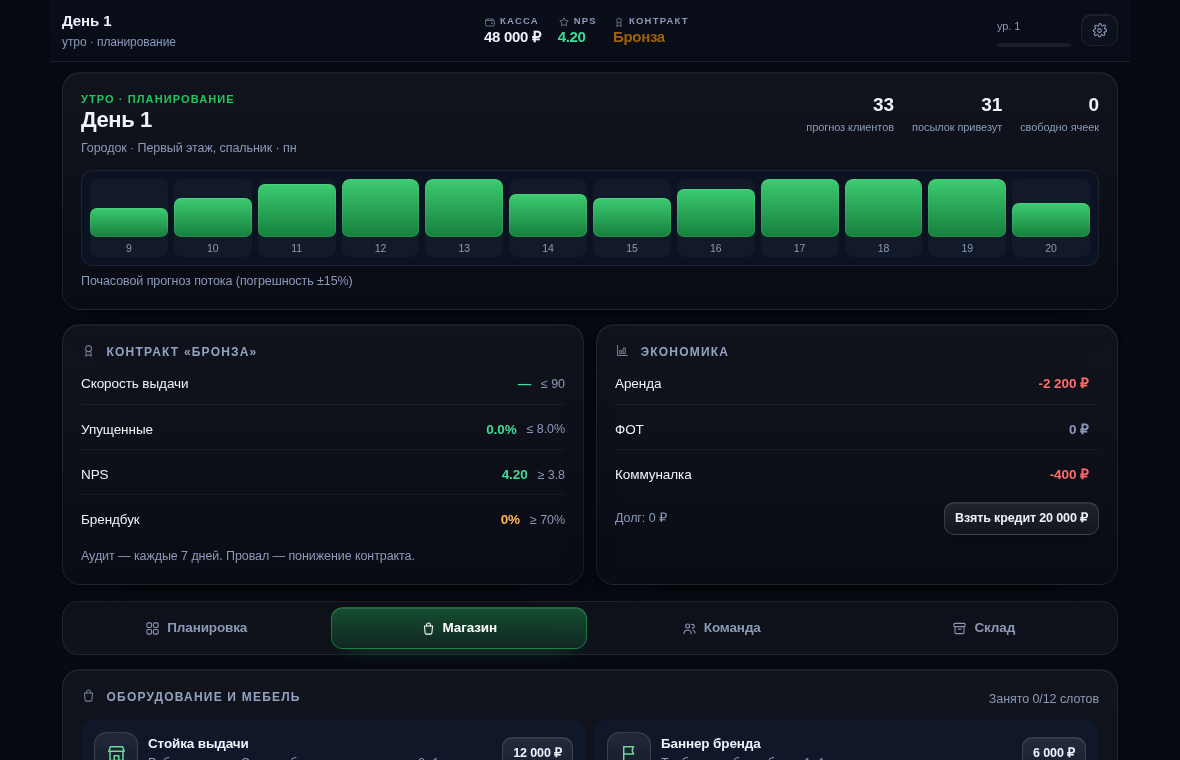 День 1
утро · планирование
КАССА
48 000 ₽
NPS
4.20
КОНТРАКТ
Бронза
ур. 1
УТРО · ПЛАНИРОВАНИЕ
День 1
Городок · Первый этаж, спальник · пн
33
прогноз клиентов
31
посылок привезут
0
свободно ячеек
9 10 11 12 13 14 15 16 17 18 19 20
Почасовой прогноз потока (погрешность ±15%)
КОНТРАКТ «БРОНЗА»
Скорость выдачи — ≤ 90
Упущенные 0.0% ≤ 8.0%
NPS 4.20 ≥ 3.8
Брендбук 0% ≥ 70%
Аудит — каждые 7 дней. Провал — понижение контракта.
ЭКОНОМИКА
Аренда -2 200 ₽
ФОТ 0 ₽
Коммуналка -400 ₽
Долг: 0 ₽ Взять кредит 20 000 ₽
Планировка Магазин Команда Склад
ОБОРУДОВАНИЕ И МЕБЕЛЬ Занято 0/12 слотов
Стойка выдачи 12 000 ₽
Баннер бренда 6 000 ₽